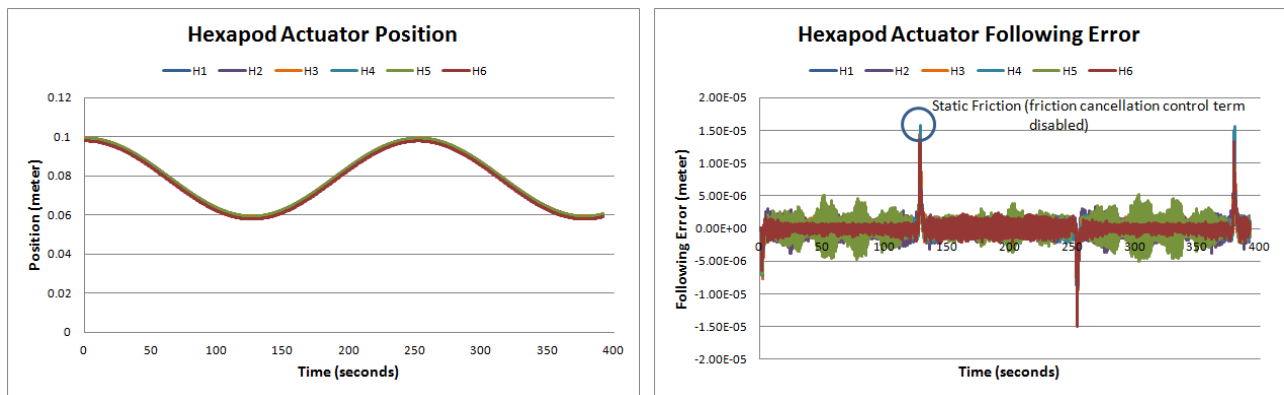 Hexapod Actuator Position
H1 H2 H3 H4 H5 H6
0.12
0.1
0.08
0.06
0.04
0.02
0
0 50 100 150 200 250 300 350 400
Position (meter)
Time (seconds)
Hexapod Actuator Following Error
H1 H2 H3 H4 H5 H6
Static Friction (friction cancellation control term
disabled)
2.00E-05
1.50E-05
1.00E-05
5.00E-06
0.00E+00
-5.00E-06
-1.00E-05
-1.50E-05
-2.00E-05
0 50 100 150 200 250 300 350 400
Following Error (meter)
Time (seconds)